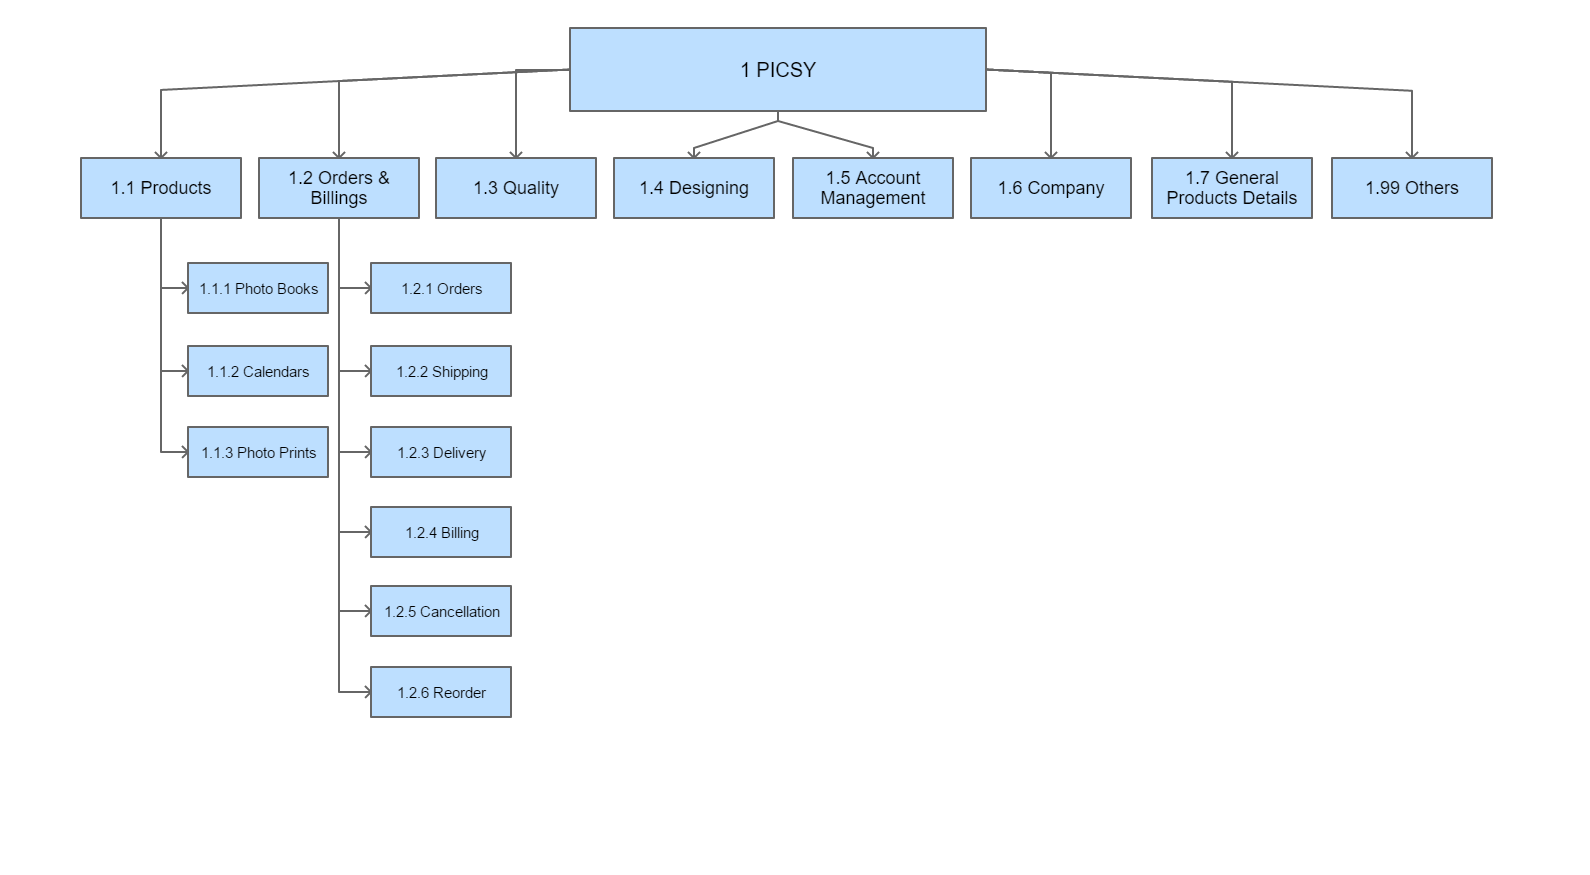 1 PICSY
1.1 Products
1.2 Orders &
Billings
1.3 Quality
1.4 Designing
1.5 Account
Management
1.6 Company
1.7 General
Products Details
1.99 Others
1.1.1 Photo Books
1.1.2 Calendars
1.1.3 Photo Prints
1.2.1 Orders
1.2.2 Shipping
1.2.3 Delivery
1.2.4 Billing
1.2.5 Cancellation
1.2.6 Reorder